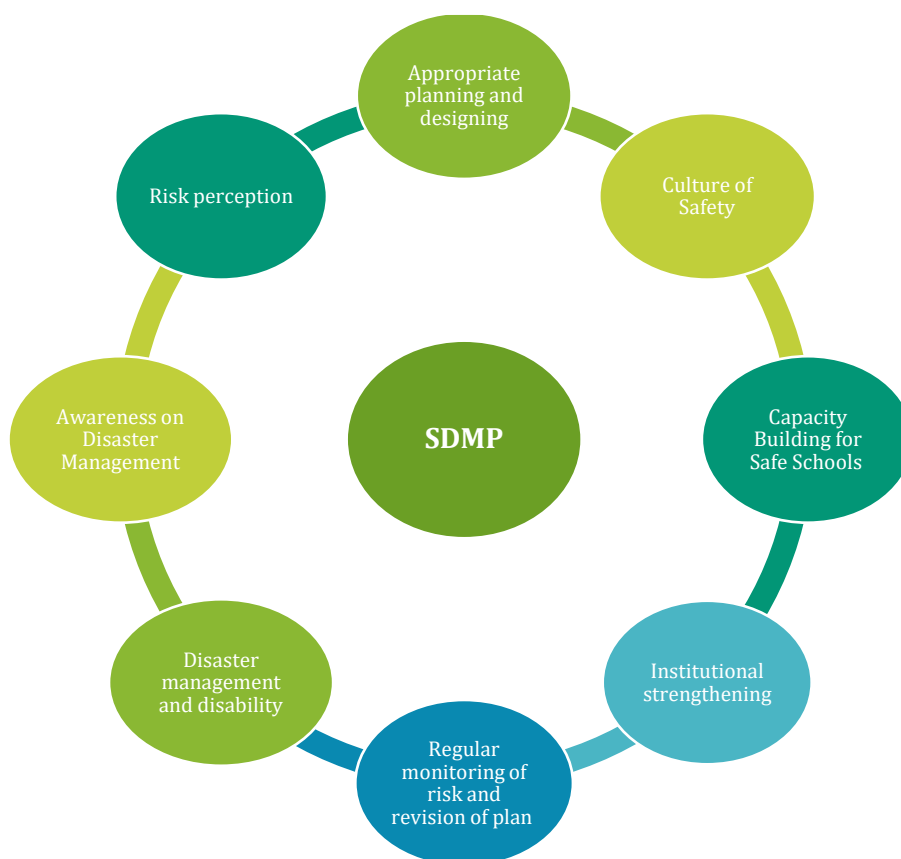 Appropriate
planning and
designing
Culture of
Safety
Capacity
Building for
Safe Schools
Institutional
strengthening
Regular
monitoring of
risk and
revision of plan
Disaster
management
and disability
Awareness on
Disaster
Management
Risk perception
SDMP